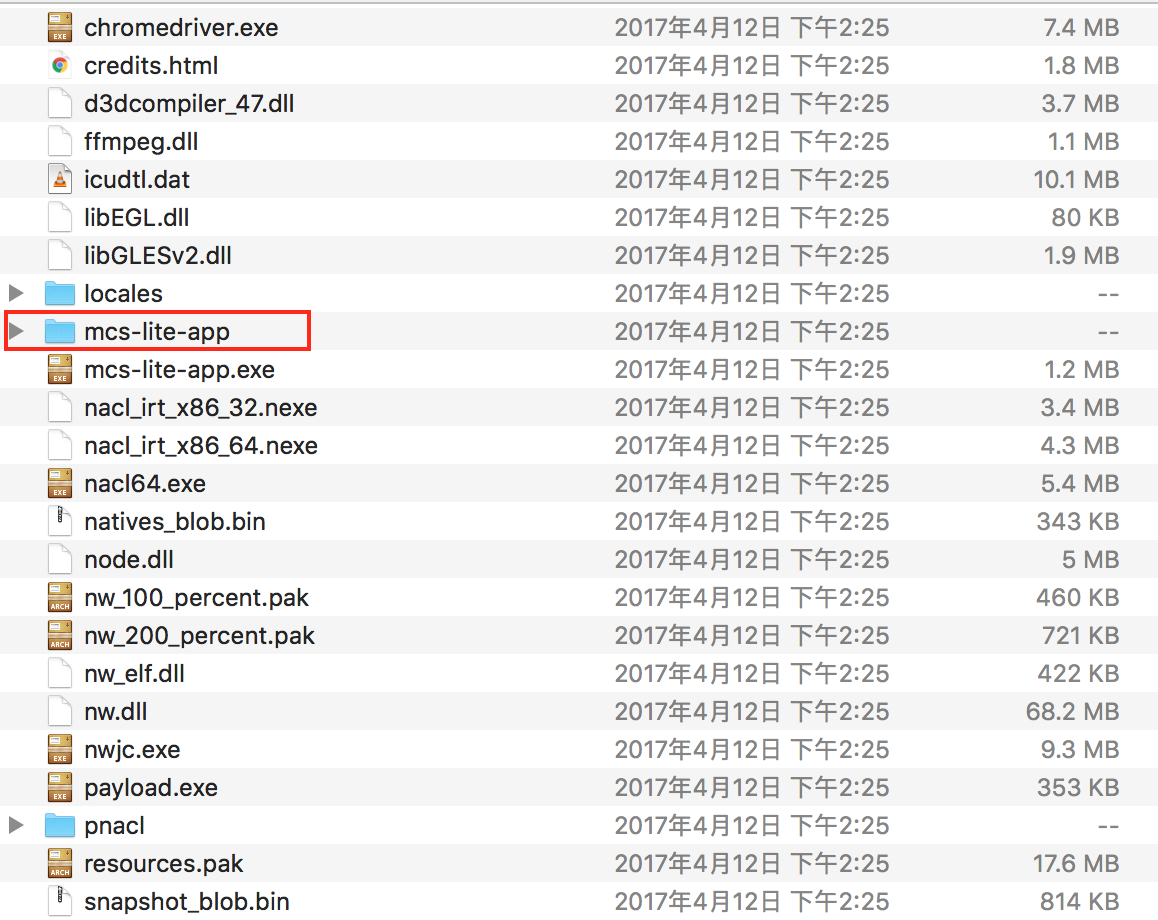 chromedriver.exe 2017年4月12日 下午2:25 7.4 MB
credits.html 2017年4月12日 下午2:25 1.8 MB
d3dcompiler_47.dll 2017年4月12日 下午2:25 3.7 MB
ffmpeg.dll 2017年4月12日 下午2:25 1.1 MB
icudtl.dat 2017年4月12日 下午2:25 10.1 MB
libEGL.dll 2017年4月12日 下午2:25 80 KB
libGLESv2.dll 2017年4月12日 下午2:25 1.9 MB
locales 2017年4月12日 下午2:25 --
mcs-lite-app 2017年4月12日 下午2:25 --
mcs-lite-app.exe 2017年4月12日 下午2:25 1.2 MB
nacl_irt_x86_32.nexe 2017年4月12日 下午2:25 3.4 MB
nacl_irt_x86_64.nexe 2017年4月12日 下午2:25 4.3 MB
nacl64.exe 2017年4月12日 下午2:25 5.4 MB
natives_blob.bin 2017年4月12日 下午2:25 343 KB
node.dll 2017年4月12日 下午2:25 5 MB
nw_100_percent.pak 2017年4月12日 下午2:25 460 KB
nw_200_percent.pak 2017年4月12日 下午2:25 721 KB
nw_elf.dll 2017年4月12日 下午2:25 422 KB
nw.dll 2017年4月12日 下午2:25 68.2 MB
nwjc.exe 2017年4月12日 下午2:25 9.3 MB
payload.exe 2017年4月12日 下午2:25 353 KB
pnacl 2017年4月12日 下午2:25 --
resources.pak 2017年4月12日 下午2:25 17.6 MB
snapshot_blob.bin 2017年4月12日 下午2:25 814 KB